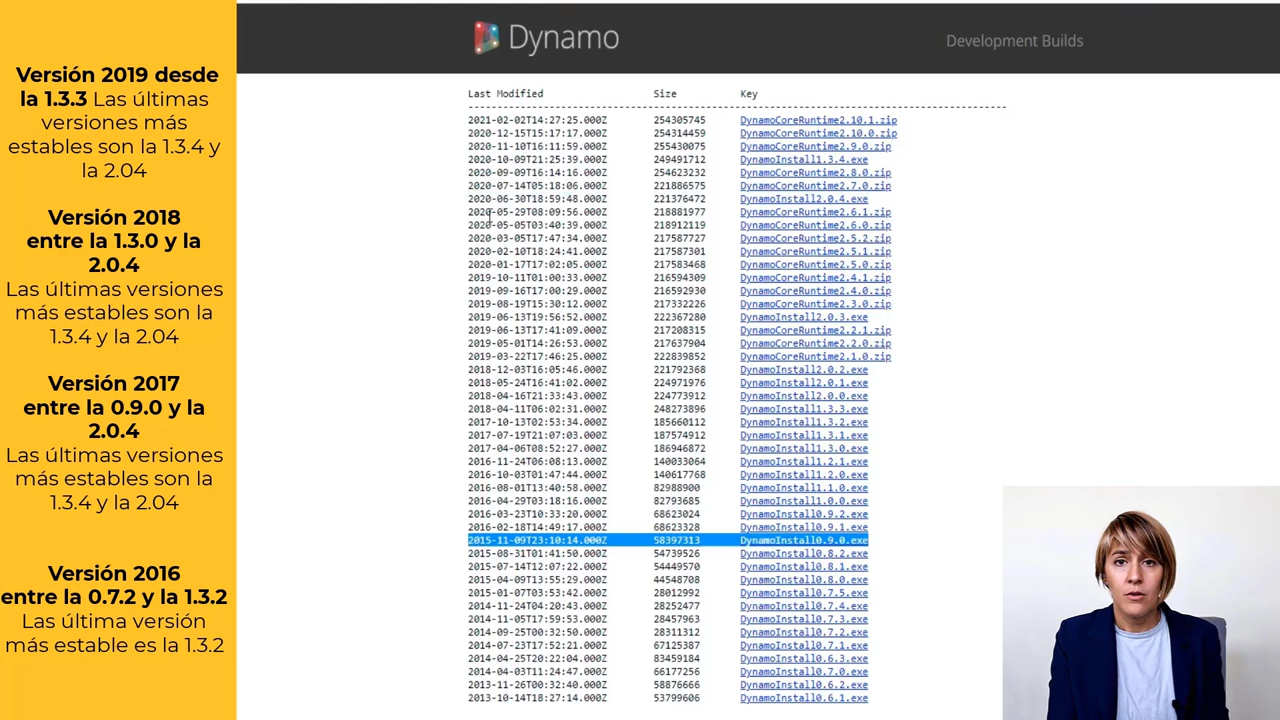 Versión 2019 desde
la 1.3.3 Las últimas
versiones más
estables son la 1.3.4 y
la 2.04
Versión 2018
entre la 1.3.0 y la
2.0.4
Las últimas versiones
más estables son la
1.3.4 y la 2.04
Versión 2017
entre la 0.9.0 y la
2.0.4
Las últimas versiones
más estables son la
1.3.4 y la 2.04
Versión 2016
entre la 0.7.2 y la 1.3.2
Las última versión
más estable es la 1.3.2
Dynamo
Development Builds
Last Modified Size Key
--------------------------------------------------------------------------------
2021-02-02T14:27:25.000Z 254305745 DynamoCoreRuntime2.10.1.zip
2020-12-15T15:17:17.000Z 254314459 DynamoCoreRuntime2.10.0.zip
2020-11-10T16:11:59.000Z 255430075 DynamoCoreRuntime2.9.0.zip
2020-10-09T21:25:39.000Z 249491712 DynamoInstall1.3.4.exe
2020-09-09T16:14:16.000Z 254623232 DynamoCoreRuntime2.8.0.zip
2020-07-14T05:18:06.000Z 221886575 DynamoCoreRuntime2.7.0.zip
2020-06-30T18:59:48.000Z 221376472 DynamoInstall2.0.4.exe
2020-05-29T08:09:56.000Z 218881977 DynamoCoreRuntime2.6.1.zip
2020-05-05T03:40:39.000Z 218912119 DynamoCoreRuntime2.6.0.zip
2020-03-05T17:47:34.000Z 217587727 DynamoCoreRuntime2.5.2.zip
2020-02-10T18:24:41.000Z 217587301 DynamoCoreRuntime2.5.1.zip
2020-01-17T17:02:05.000Z 217583468 DynamoCoreRuntime2.5.0.zip
2019-10-11T01:00:33.000Z 216594309 DynamoCoreRuntime2.4.1.zip
2019-09-16T17:00:29.000Z 216592930 DynamoCoreRuntime2.4.0.zip
2019-08-19T15:30:12.000Z 217332226 DynamoCoreRuntime2.3.0.zip
2019-06-13T19:56:52.000Z 222367280 DynamoInstall2.0.3.exe
2019-06-13T17:41:09.000Z 217208315 DynamoCoreRuntime2.2.1.zip
2019-05-01T14:26:53.000Z 217637904 DynamoCoreRuntime2.2.0.zip
2019-03-22T17:46:25.000Z 222839852 DynamoCoreRuntime2.1.0.zip
2018-12-03T16:05:46.000Z 221792368 DynamoInstall2.0.2.exe
2018-05-24T16:41:02.000Z 224971976 DynamoInstall2.0.1.exe
2018-04-16T21:33:43.000Z 224773912 DynamoInstall2.0.0.exe
2018-04-11T06:02:31.000Z 248273896 DynamoInstall1.3.3.exe
2017-10-13T02:53:34.000Z 185660112 DynamoInstall1.3.2.exe
2017-07-19T21:07:03.000Z 187574912 DynamoInstall1.3.1.exe
2017-04-06T08:52:27.000Z 186946872 DynamoInstall1.3.0.exe
2016-11-24T06:08:13.000Z 140033064 DynamoInstall1.2.1.exe
2016-10-03T01:47:44.000Z 140617768 DynamoInstall1.2.0.exe
2016-08-01T13:40:58.000Z 82988900 DynamoInstall1.1.0.exe
2016-04-29T03:18:16.000Z 82793685 DynamoInstall1.0.0.exe
2016-03-23T10:33:20.000Z 68623024 DynamoInstall0.9.2.exe
2016-02-18T14:49:17.000Z 68623328 DynamoInstall0.9.1.exe
2015-11-09T23:10:14.000Z 58397313 DynamoInstall0.9.0.exe
2015-08-31T01:41:50.000Z 54739526 DynamoInstall0.8.2.exe
2015-07-14T12:07:22.000Z 54449570 DynamoInstall0.8.1.exe
2015-04-09T13:55:29.000Z 44548708 DynamoInstall0.8.0.exe
2015-01-07T03:53:42.000Z 28012992 DynamoInstall0.7.5.exe
2014-11-24T04:20:43.000Z 28252477 DynamoInstall0.7.4.exe
2014-11-05T17:59:53.000Z 28457963 DynamoInstall0.7.3.exe
2014-09-25T00:32:50.000Z 28311312 DynamoInstall0.7.2.exe
2014-07-23T17:52:21.000Z 67125387 DynamoInstall0.7.1.exe
2014-04-25T20:22:04.000Z 83459184 DynamoInstall0.6.3.exe
2014-04-03T11:24:47.000Z 66177256 DynamoInstall0.7.0.exe
2013-11-26T00:32:40.000Z 58876666 DynamoInstall0.6.2.exe
2013-10-14T18:27:14.000Z 53799606 DynamoInstall0.6.1.exe